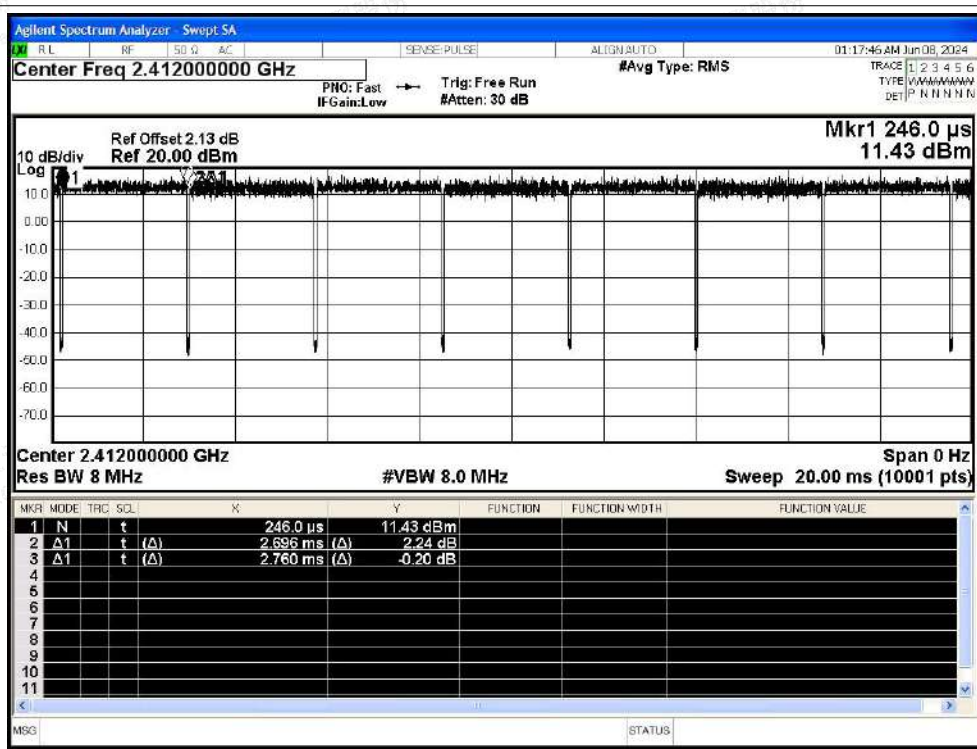 Agilent Spectrum Analyzer - Swept SA
LXI RL RF 50 Ω AC SENSE:PULSE ALIGN AUTO 01:17:46 AM Jun 08, 2024
Center Freq 2.412000000 GHz #Avg Type: RMS TRACE 1 2 3 4 5 6
PNO: Fast Trig: Free Run TYPE
IFGain:Low #Atten: 30 dB DET P N N N N N
Mkr1 246.0 µs
Ref Offset 2.13 dB
10 dB/div Ref 20.00 dBm 11.43 dBm
Log
1 2Δ1
10.0
0.00
-10.0
-20.0
-30.0
-40.0
-50.0
-60.0
-70.0
Center 2.412000000 GHz Span 0 Hz
Res BW 8 MHz #VBW 8.0 MHz Sweep 20.00 ms (10001 pts)
MKR MODE TRC SCL X Y FUNCTION FUNCTION WIDTH FUNCTION VALUE
1 N t 246.0 µs 11.43 dBm
2 Δ1 t (Δ) 2.696 ms (Δ) 2.24 dB
3 Δ1 t (Δ) 2.760 ms (Δ) -0.20 dB
4
5
6
7
8
9
10
11
MSG STATUS